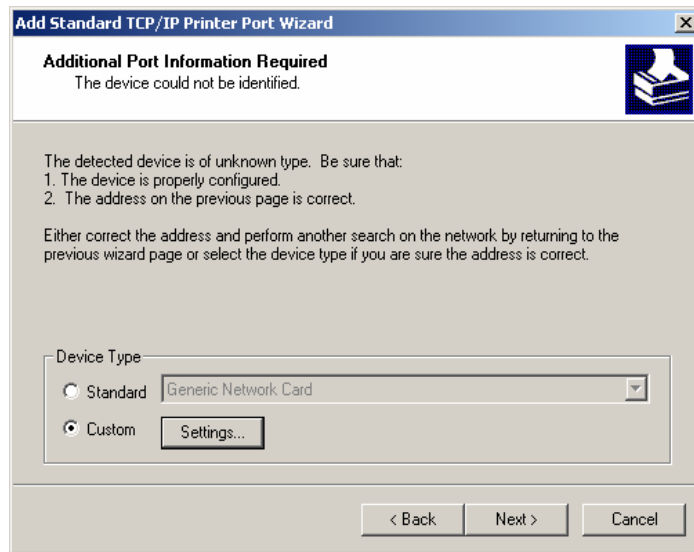 Add Standard TCP/IP Printer Port Wizard
Additional Port Information Required
The device could not be identified.
The detected device is of unknown type.  Be sure that:
1. The device is properly configured.
2.  The address on the previous page is correct.
Either correct the address and perform another search on the network by returning to the
previous wizard page or select the device type if you are sure the address is correct.
Device Type
Standard Generic Network Card
Custom Settings...
< Back Next > Cancel